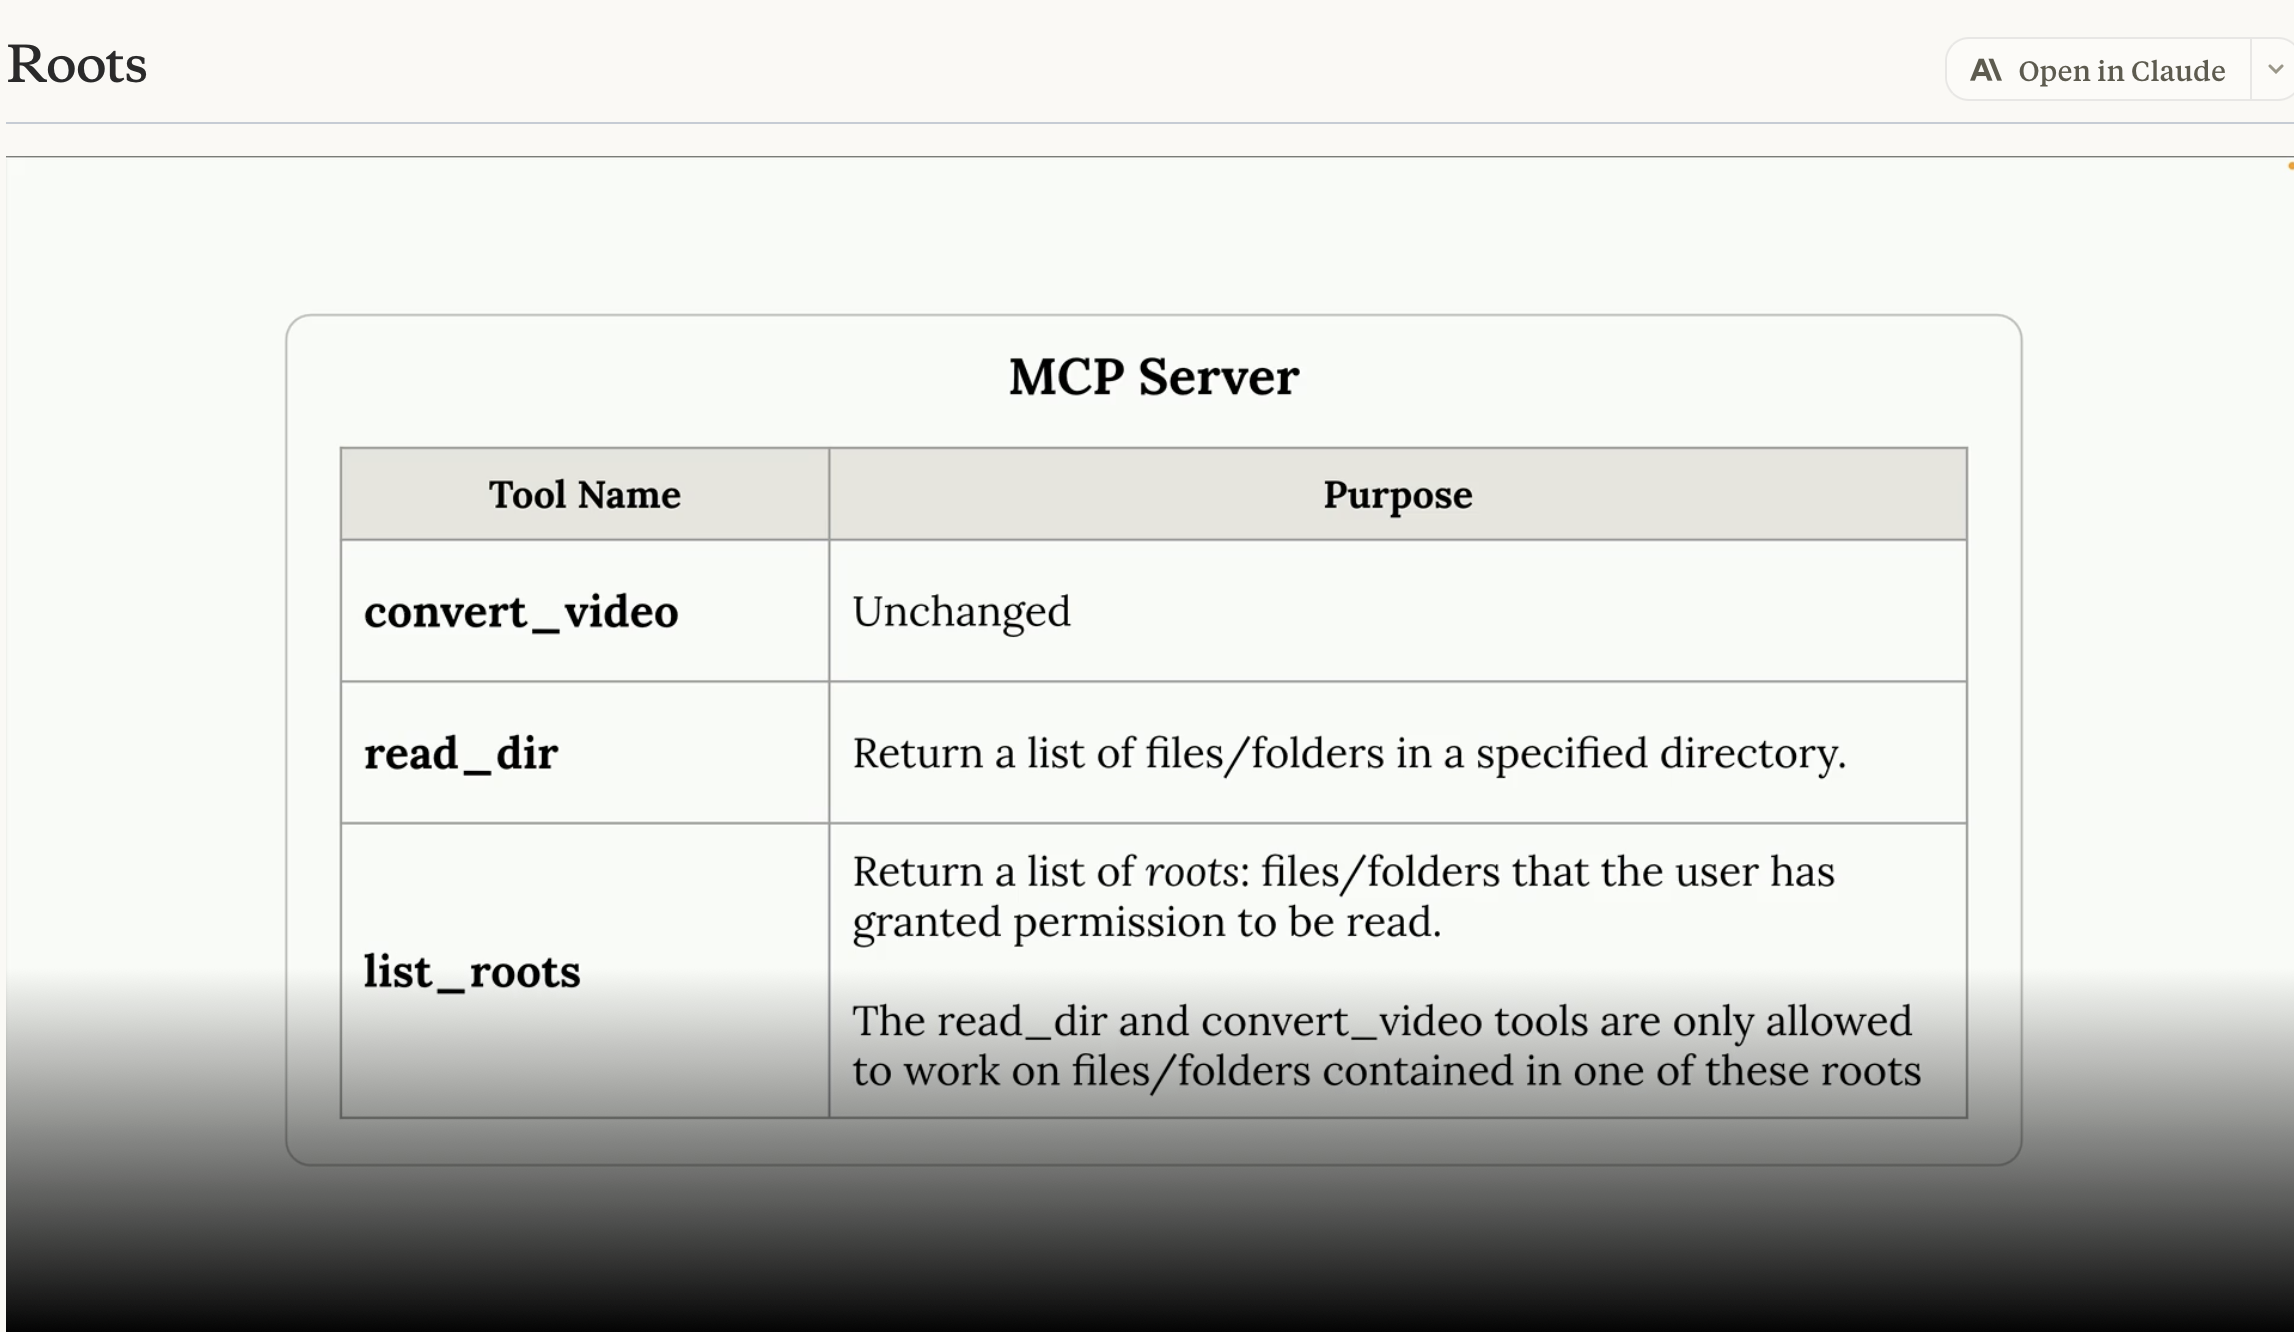 Roots
Open in Claude
MCP Server
Tool Name
Purpose
convert_video
Unchanged
read_dir
Return a list of files/folders in a specified directory.
list_roots
Return a list of roots: files/folders that the user has
granted permission to be read.
The read_dir and convert_video tools are only allowed
to work on files/folders contained in one of these roots